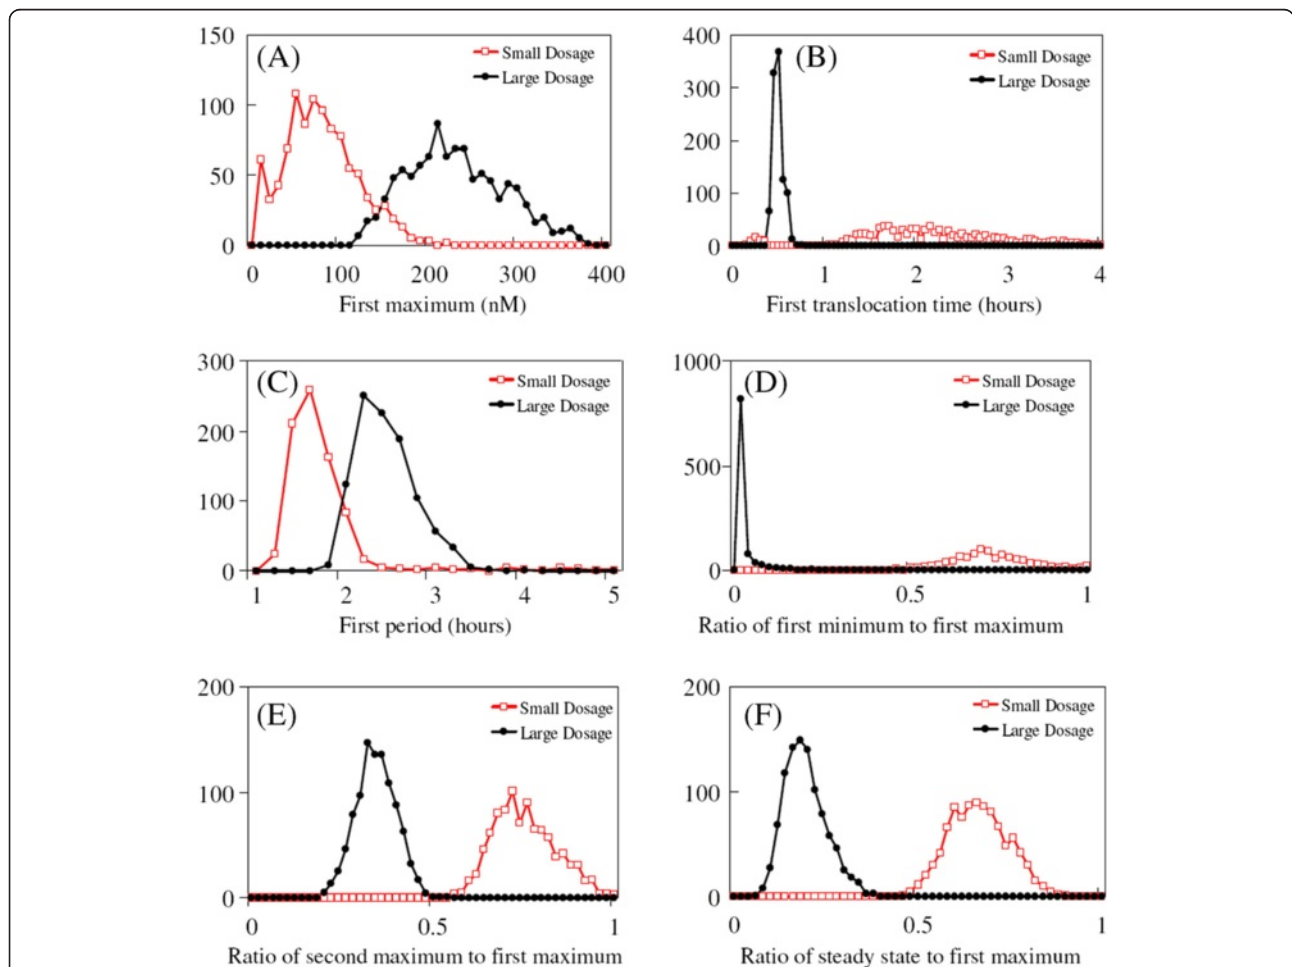 150
100
50
0
(A)
Small Dosage
Large Dosage
0 100 200 300 400
First maximum (nM)
400
300
200
100
0
(B)
Samll Dosage
Large Dosage
0 1 2 3 4
First translocation time (hours)
300
200
100
0
(C)
Small Dosage
Large Dosage
1 2 3 4 5
First period (hours)
1000
500
0
(D)
Small Dosage
Large Dosage
0 0.5 1
Ratio of first minimum to first maximum
200
100
0
(E)
Small Dosage
Large Dosage
0 0.5 1
Ratio of second maximum to first maximum
200
100
0
(F)
Small Dosage
Large Dosage
0 0.5 1
Ratio of steady state to first maximum